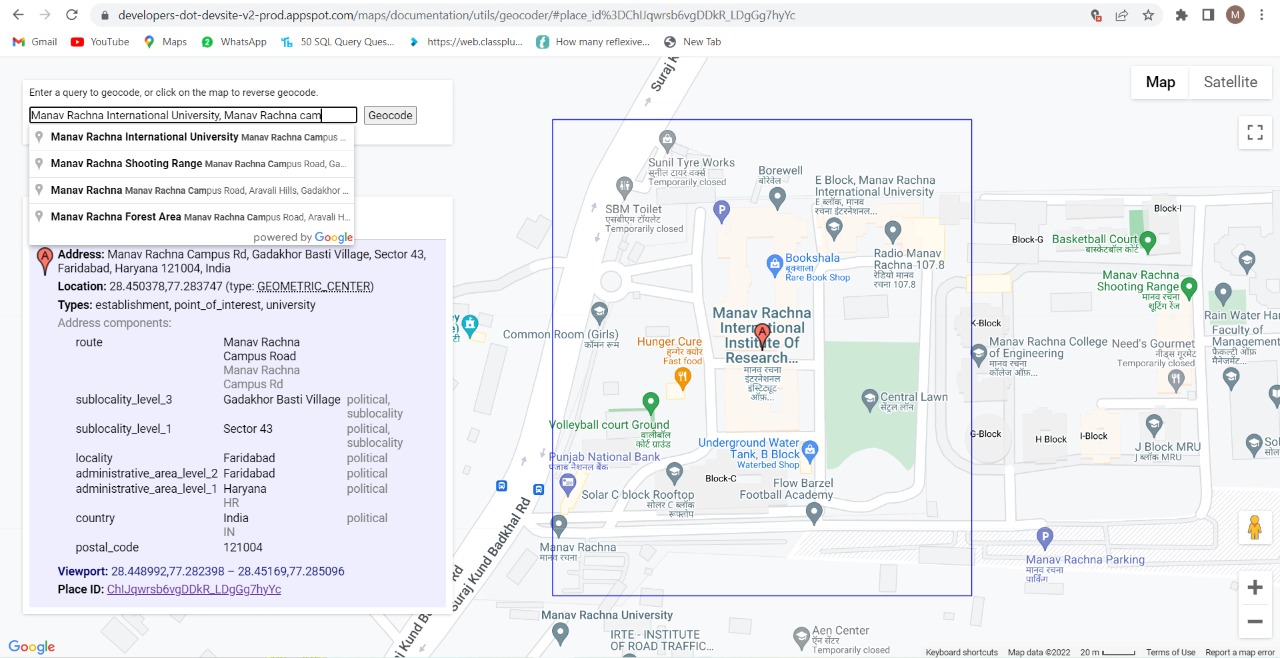 developers-dot-devsite-v2-prod.appspot.com/maps/documentation/utils/geocoder/#place_id%3DChIJqwrsb6vgDDkR_LDgGg7hyYc
M
Gmail
YouTube
Maps
WhatsApp
50 SQL Query Ques...
https://web.classplu...
How many reflexive...
New Tab
Enter a query to geocode, or click on the map to reverse geocode.
Manav Rachna International University, Manav Rachna cam
Geocode
Manav Rachna International University Manav Rachna Campus ...
Manav Rachna Shooting Range Manav Rachna Campus Road, Ga...
Manav Rachna Manav Rachna Campus Road, Aravali Hills, Gadakhor ...
Manav Rachna Forest Area Manav Rachna Campus Road, Aravali H...
powered by Google
A
Address: Manav Rachna Campus Rd, Gadakhor Basti Village, Sector 43,
Faridabad, Haryana 121004, India
Location: 28.450378,77.283747 (type: GEOMETRIC_CENTER)
Types: establishment, point_of_interest, university
Address components:
route Manav Rachna
Campus Road
Manav Rachna
Campus Rd
sublocality_level_3 Gadakhor Basti Village political,
sublocality
sublocality_level_1 Sector 43 political,
sublocality
locality Faridabad political
administrative_area_level_2 Faridabad political
administrative_area_level_1 Haryana political
HR
country India political
IN
postal_code 121004
Viewport: 28.448992,77.282398 – 28.45169,77.285096
Place ID: ChIJqwrsb6vgDDkR_LDgGg7hyYc
Google
Map
Satellite
Suraj K
Sunil Tyre Works
सुनील टायर वर्क्स
Temporarily closed
SBM Toilet
एसबीएम टॉयलेट
Temporarily closed
P
Borewell
बोरेवेल
E Block, Manav Rachna
International University
E ब्लॉक, मानव
रचना इंटरनेशनल...
Bookshala
बूकशाला
Rare Book Shop
Radio Manav
Rachna 107.8
रेडियो मानव
रचना 107.8
Common Room (Girls)
कॉमन रूम
Manav Rachna
International
Institute Of
Research...
मानव रचना
इंटरनेशनल
इंस्टिट्यूट
ऑफ़...
A
Hunger Cure
हुन्गेर क्योर
Fast food
Volleyball court Ground
वालीबॉल
कोर्ट ग्राउंड
Central Lawn
सेंट्रल लॉन
Underground Water
Tank, B Block
Waterbed Shop
Punjab National Bank
पंजाब नैशनल बैंक
Block-C
Solar C block Rooftop
सोलर C ब्लॉक
रूफटॉप
Flow Barzel
Football Academy
Manav Rachna
मानव रचना
Suraj Kund Badkhal Rd
Rd
Manav Rachna University
IRTE - INSTITUTE
OF ROAD TRAFFIC...
Aen Center
ऍन सेंटर
Temporarily closed
Block-I
Block-G
Basketball Court
बास्केटबॉल कोर्ट
Manav Rachna
Shooting Range
मानव रचना
शूटिंग रेंज
Rain Water Har
Faculty of
Management
फैकल्टी ऑफ़
मैनेजमेंट...
K-Block
Manav Rachna College
of Engineering
मानव रचना
कॉलेज ऑफ़...
Need's Gourmet
नीड्स गूरमेट
Temporarily closed
G-Block
H Block
I-Block
J Block MRU
J ब्लॉक MRU
P
Manav Rachna Parking
मानव रचना
पार्किंग
Keyboard shortcuts
Map data ©2022
20 m
Terms of Use
Report a map error